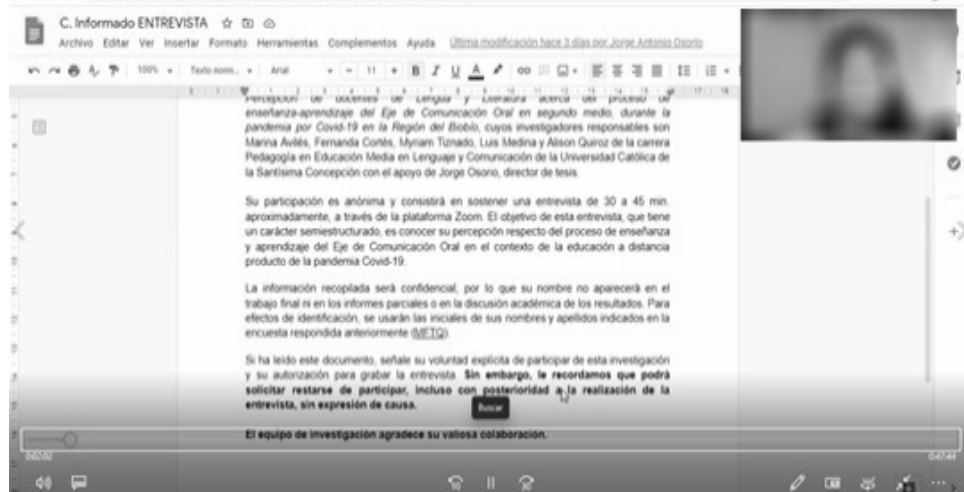 C. Informado ENTREVISTA
Archivo Editar Ver Insertar Formato Herramientas Complementos Ayuda Última modificación hace 3 días por Jorge Antonio Osorio
100% Texto norm... Arial 11 B I U A
Percepción de docentes de Lengua y Literatura acerca del proceso de
enseñanza-aprendizaje del Eje de Comunicación Oral en segundo medio, durante la
pandemia por Covid-19 en la Región del Biobío, cuyos investigadores responsables son
Marina Avilés, Fernanda Cortés, Myriam Tiznado, Luis Medina y Alison Quiroz de la carrera
Pedagogía en Educación Media en Lenguaje y Comunicación de la Universidad Católica de
la Santísima Concepción con el apoyo de Jorge Osorio, director de tesis.
Su participación es anónima y consistirá en sostener una entrevista de 30 a 45 min.
aproximadamente, a través de la plataforma Zoom. El objetivo de esta entrevista, que tiene
un carácter semiestructurado, es conocer su percepción respecto del proceso de enseñanza
y aprendizaje del Eje de Comunicación Oral en el contexto de la educación a distancia
producto de la pandemia Covid-19.
La información recopilada será confidencial, por lo que su nombre no aparecerá en el
trabajo final ni en los informes parciales o en la discusión académica de los resultados. Para
efectos de identificación, se usarán las iniciales de sus nombres y apellidos indicados en la
encuesta respondida anteriormente (MFTQ).
Si ha leído este documento, señale su voluntad explícita de participar de esta investigación
y su autorización para grabar la entrevista. Sin embargo, le recordamos que podrá
solicitar restarse de participar, incluso con posterioridad a la realización de la
entrevista, sin expresión de causa.
Buscar
El equipo de investigación agradece su valiosa colaboración.
0:02:02
0:47:44